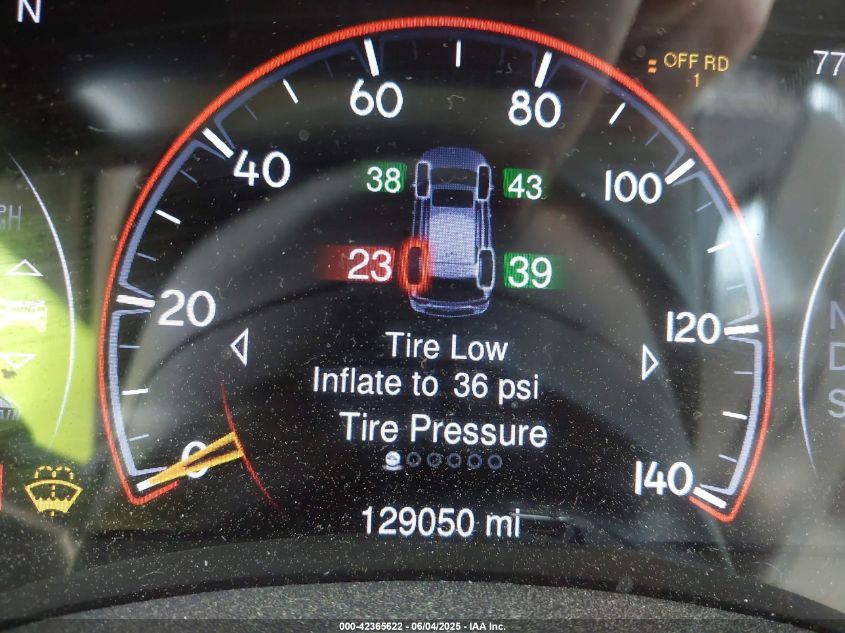 N
OFF RD
1
77
60
80
40
100
38
43
23
39
20
120
Tire Low
Inflate to 36 psi
Tire Pressure
0
140
129050 mi
000-42365622 - 06/04/2025 - IAA Inc.